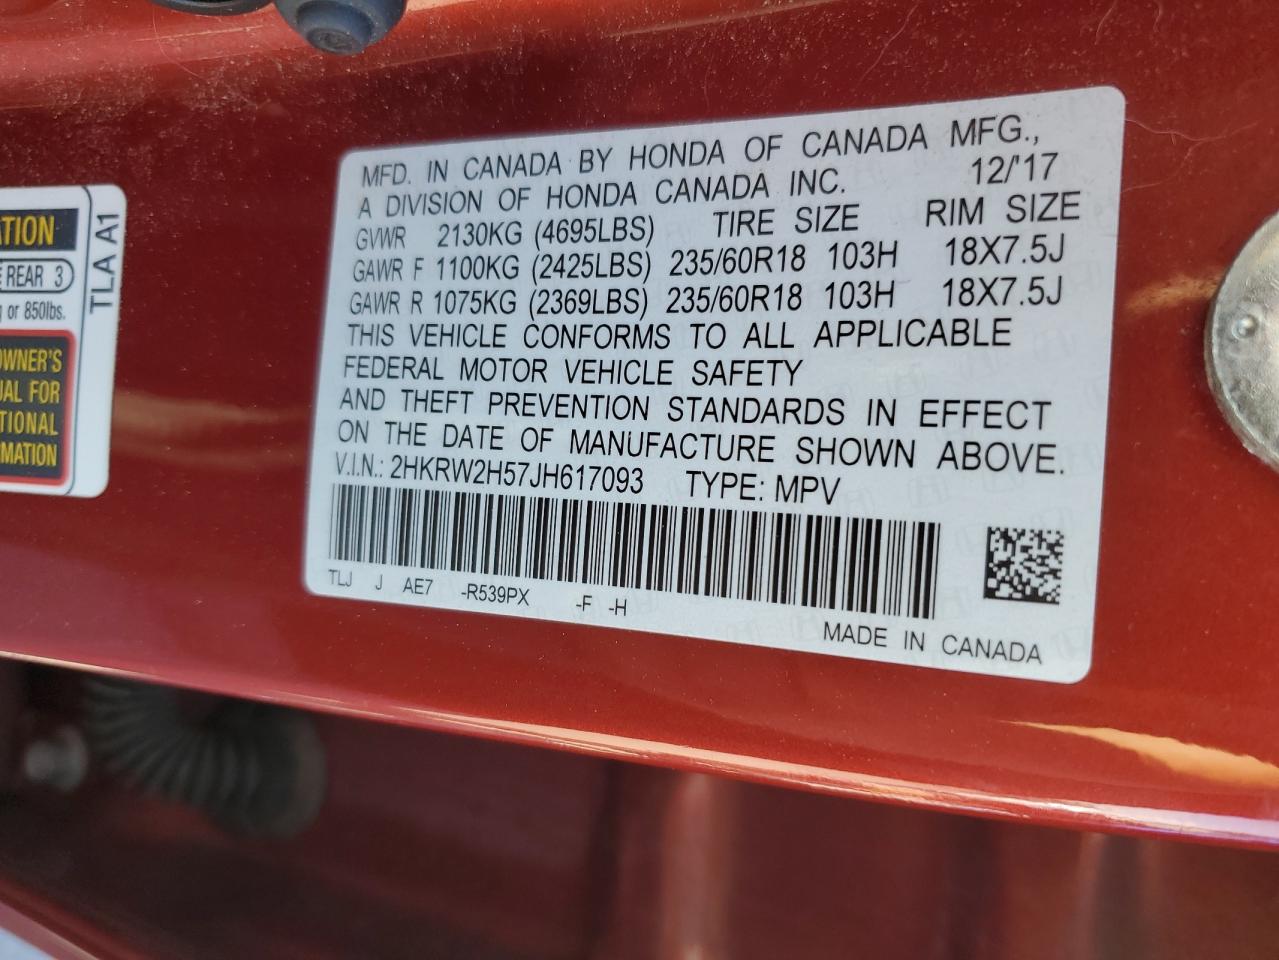 ATION
E REAR 3
g or 850lbs.
OWNER'S
UAL FOR
TIONAL
RMATION
TLA A1
MFD. IN CANADA BY HONDA OF CANADA MFG.,
A DIVISION OF HONDA CANADA INC. 12/'17
GVWR 2130KG (4695LBS) TIRE SIZE RIM SIZE
GAWR F 1100KG (2425LBS) 235/60R18 103H 18X7.5J
GAWR R 1075KG (2369LBS) 235/60R18 103H 18X7.5J
THIS VEHICLE CONFORMS TO ALL APPLICABLE
FEDERAL MOTOR VEHICLE SAFETY
AND THEFT PREVENTION STANDARDS IN EFFECT
ON THE DATE OF MANUFACTURE SHOWN ABOVE.
V.I.N.: 2HKRW2H57JH617093 TYPE: MPV
TLJ J AE7 -R539PX -F -H
MADE IN CANADA